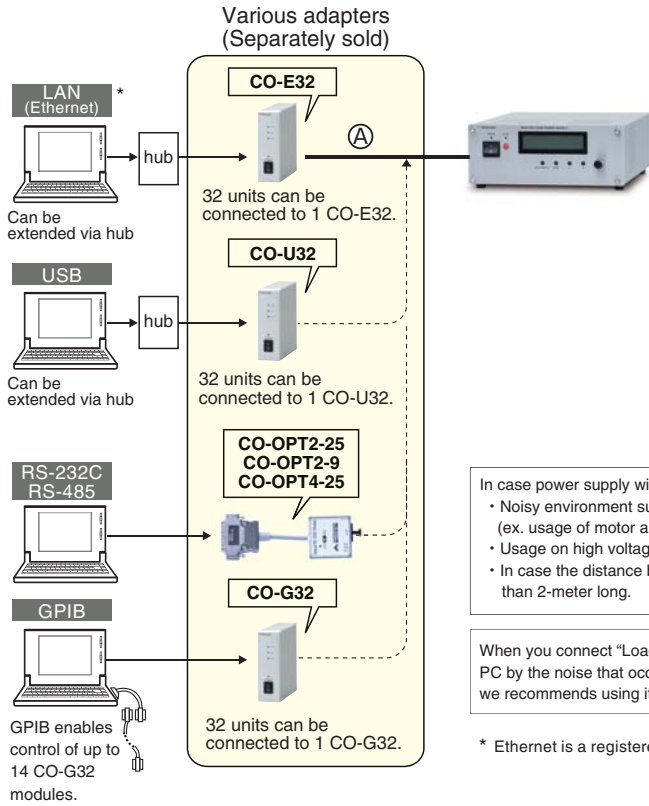 Various adapters
(Separately sold)
LAN
(Ethernet)
*
hub
Can be
extended via hub
CO-E32
A
32 units can be
connected to 1 CO-E32.
USB
hub
Can be
extended via hub
CO-U32
32 units can be
connected to 1 CO-U32.
RS-232C
RS-485
CO-OPT2-25
CO-OPT2-9
CO-OPT4-25
GPIB
CO-G32
32 units can be
connected to 1 CO-G32.
GPIB enables
control of up to
14 CO-G32
modules.
In case power supply wi
・Noisy environment su
(ex. usage of motor a
・Usage on high voltag
・In case the distance
than 2-meter long.
When you connect “Loa
PC by the noise that occ
we recommends using i
* Ethernet is a registere